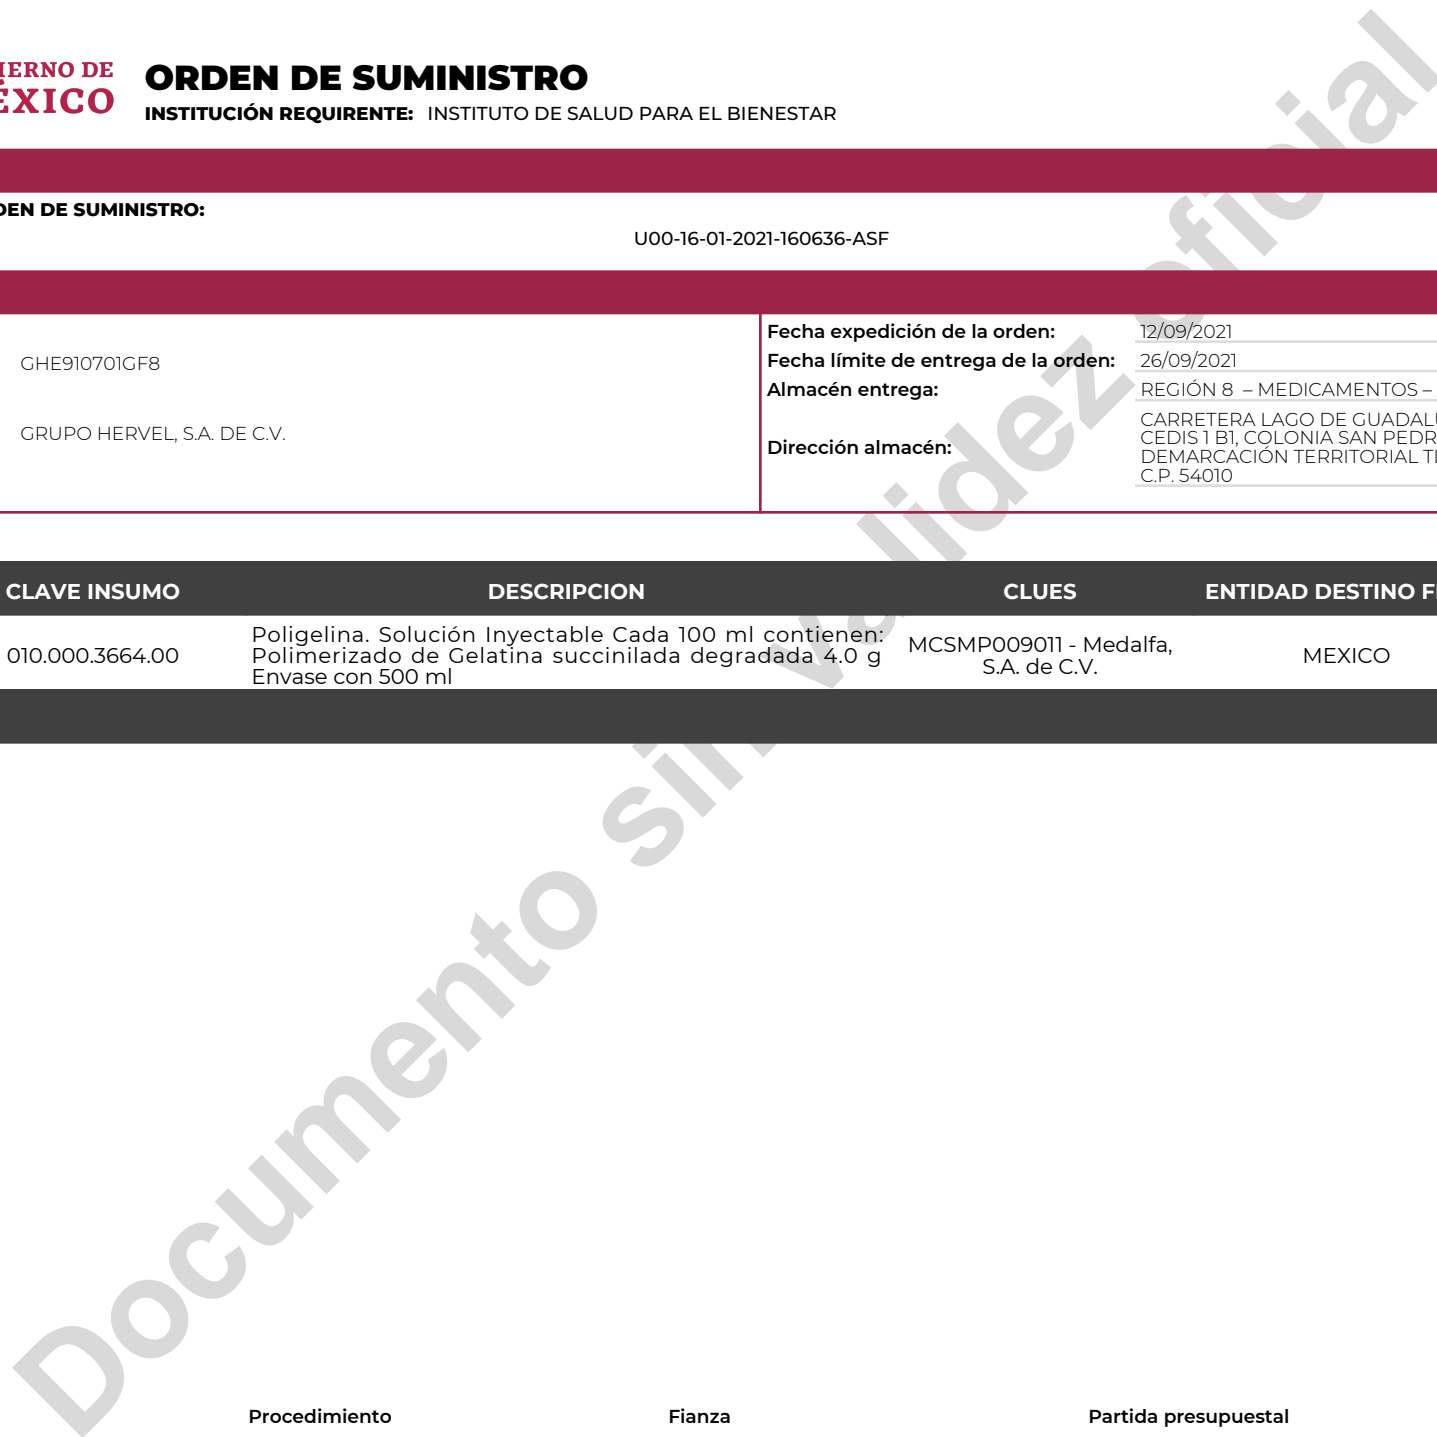 IERNO DE
ÉXICO
ORDEN DE SUMINISTRO
INSTITUCIÓN REQUIRENTE: INSTITUTO DE SALUD PARA EL BIENESTAR
DEN DE SUMINISTRO:
U00-16-01-2021-160636-ASF
GHE910701GF8
GRUPO HERVEL, S.A. DE C.V.
Fecha expedición de la orden: 12/09/2021
Fecha límite de entrega de la orden: 26/09/2021
Almacén entrega: REGIÓN 8 – MEDICAMENTOS –
Dirección almacén:
CARRETERA LAGO DE GUADALU
CEDIS 1 B1, COLONIA SAN PEDR
DEMARCACIÓN TERRITORIAL TL
C.P. 54010
CLAVE INSUMO DESCRIPCION CLUES ENTIDAD DESTINO FI
010.000.3664.00
Poligelina. Solución Inyectable Cada 100 ml contienen:
Polimerizado de Gelatina succinilada degradada 4.0 g
Envase con 500 ml
MCSMP009011 - Medalfa,
S.A. de C.V.
MEXICO
Documento sin validez oficial
Procedimiento Fianza Partida presupuestal